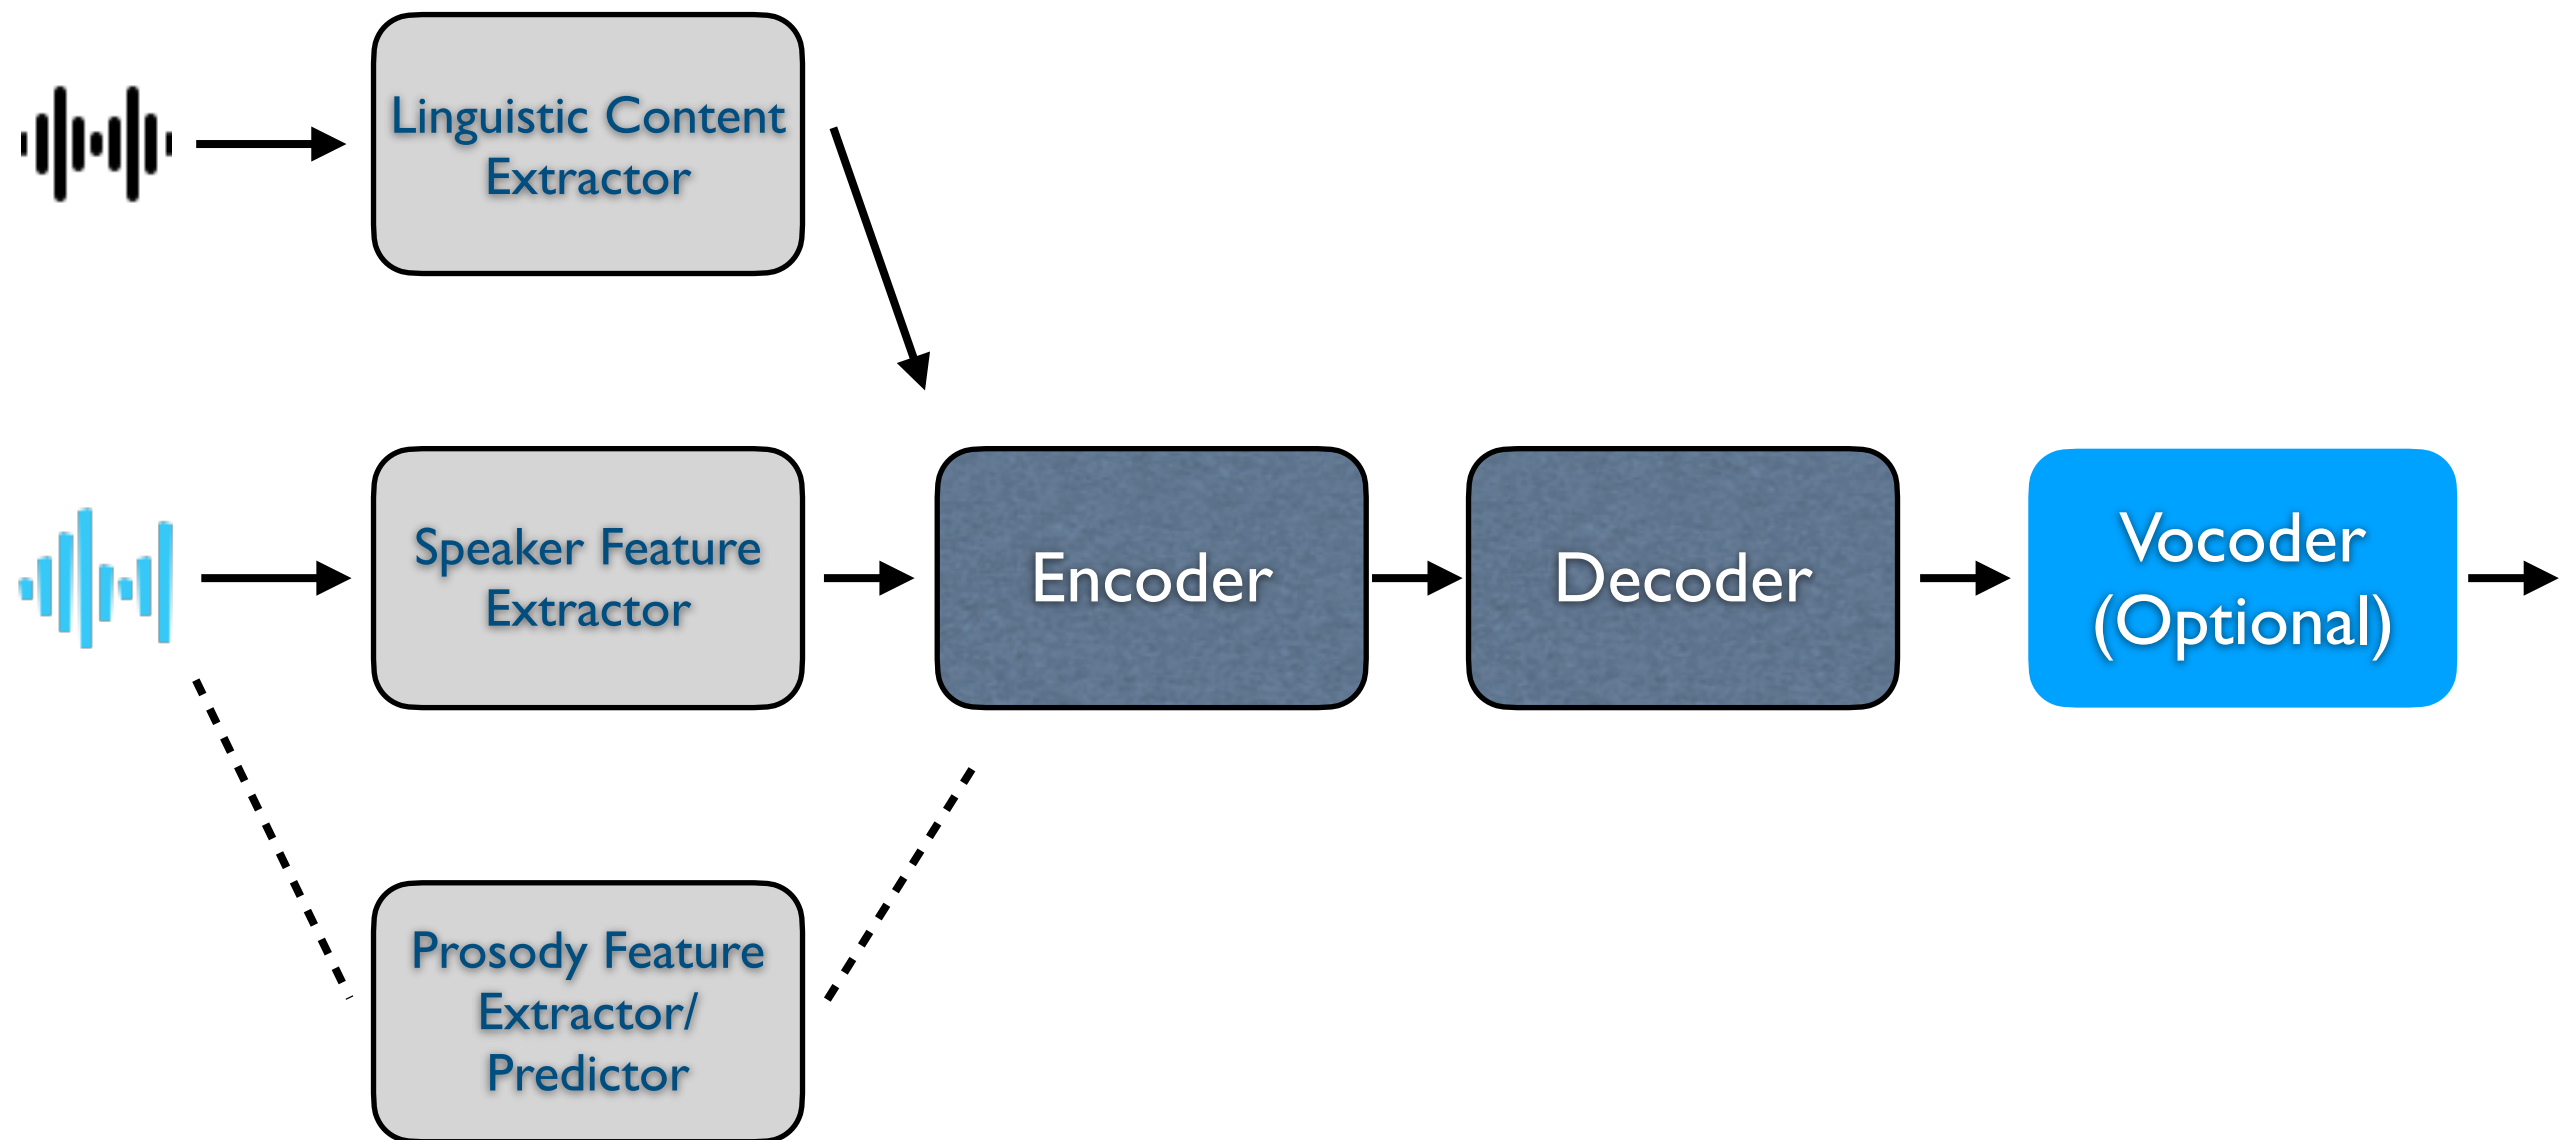 Linguistic Content
Extractor
Speaker Feature
Extractor
Encoder
Decoder
Vocoder
(Optional)
Prosody Feature
Extractor/
Predictor